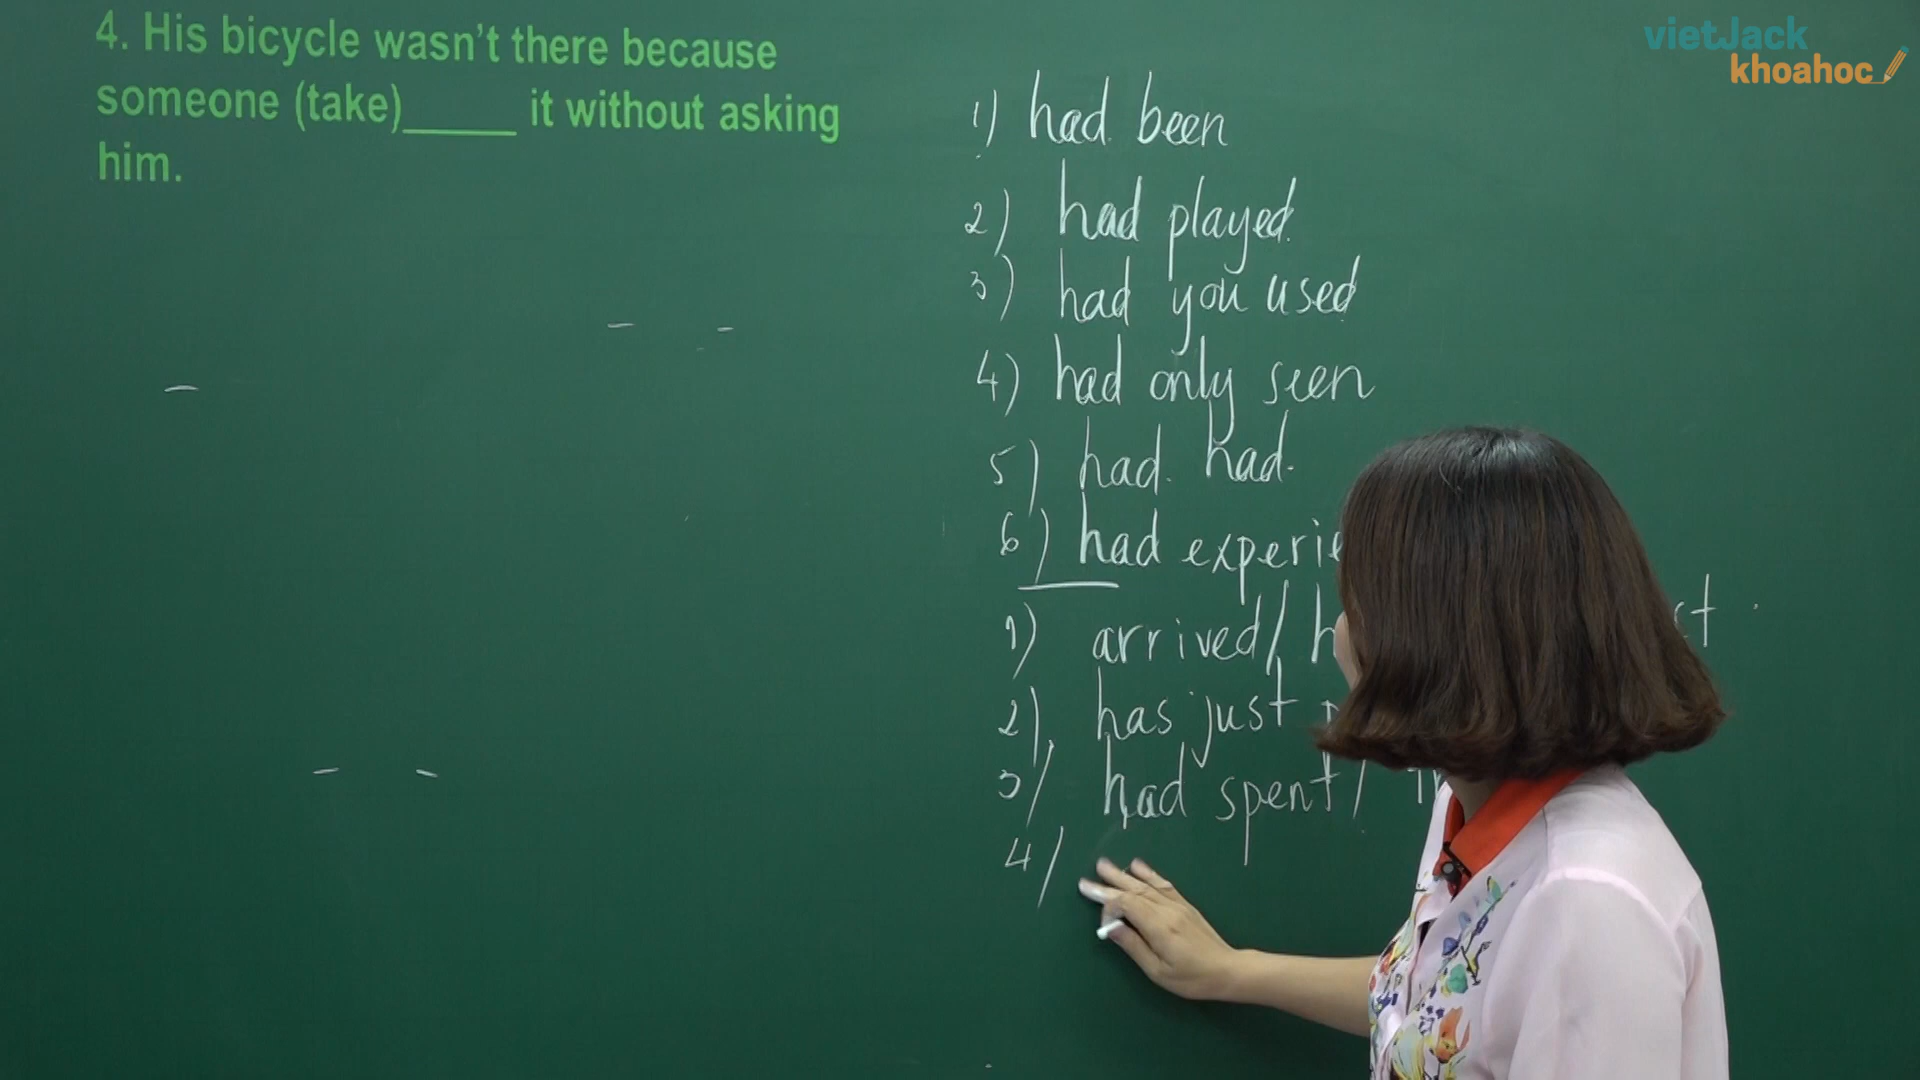 4. His bicycle wasn't there because
someone (take)_____ it without asking
him.
vietJack
khoahoc
1) had been
2) had played
3) had you used
4) had only seen
5) had had
6) had
1) arrived/
2) has just
3/ had spent/
4/